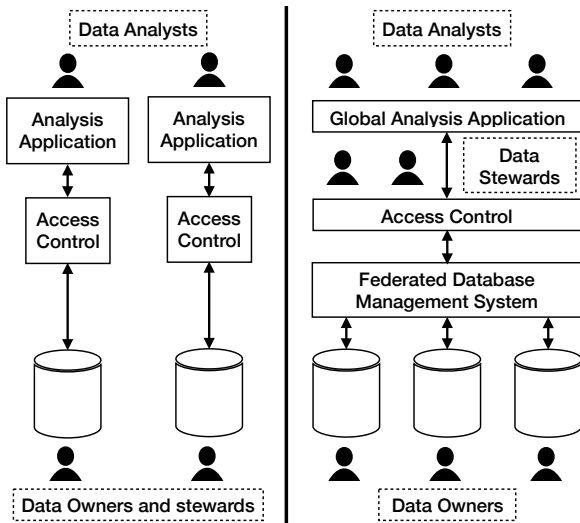 Data Analysts
Analysis
Application
Analysis
Application
Access
Control
Access
Control
Data Owners and stewards
Data Analysts
Global Analysis Application
Data
Stewards
Access Control
Federated Database
Management System
Data Owners